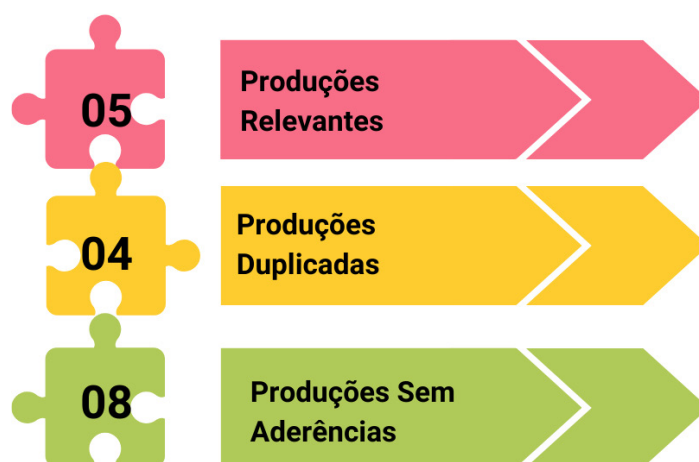 05
Produções
Relevantes
04
Produções
Duplicadas
08
Produções Sem
Aderências